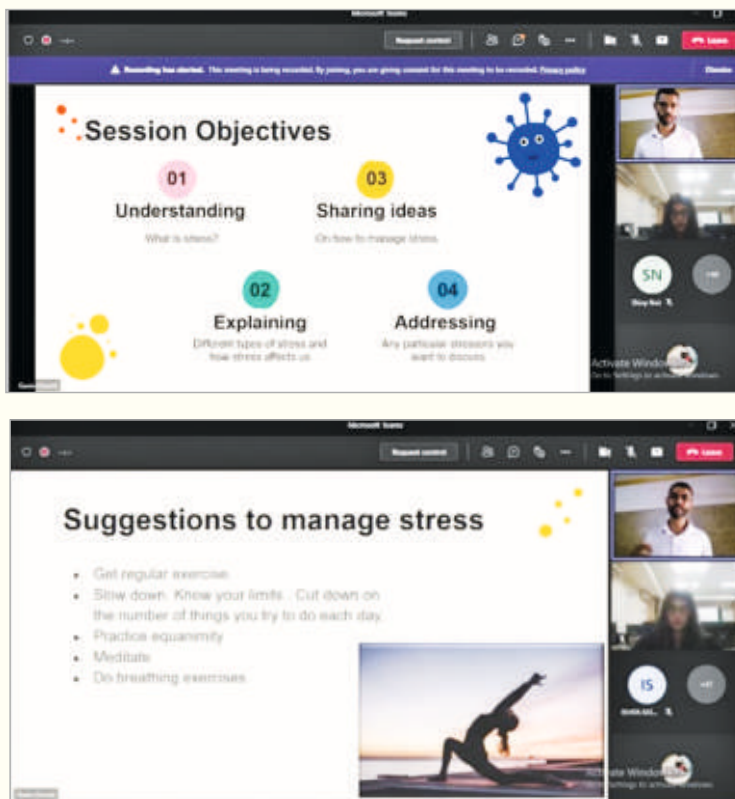 Microsoft Teams
Request control
Leave
Recording has started. This meeting is being recorded. By joining, you are giving consent for this meeting to be recorded. Privacy policy
Dismiss
Session Objectives
01
03
Understanding
Sharing ideas
What is stress?
On how to manage stress
SN
02
04
Explaining
Addressing
Different types of stress and
Any particular stressors you
how stress affects us
want to discuss
Activate Windows
Go to Settings to activate Windows.
Microsoft Teams
Request control
Leave
Suggestions to manage stress
Get regular exercise
Slow down. Know your limits. Cut down on
the number of things you try to do each day
Practice equanimity
Meditate
Do breathing exercises
IS
Activate Windows
Go to Settings to activate Windows.